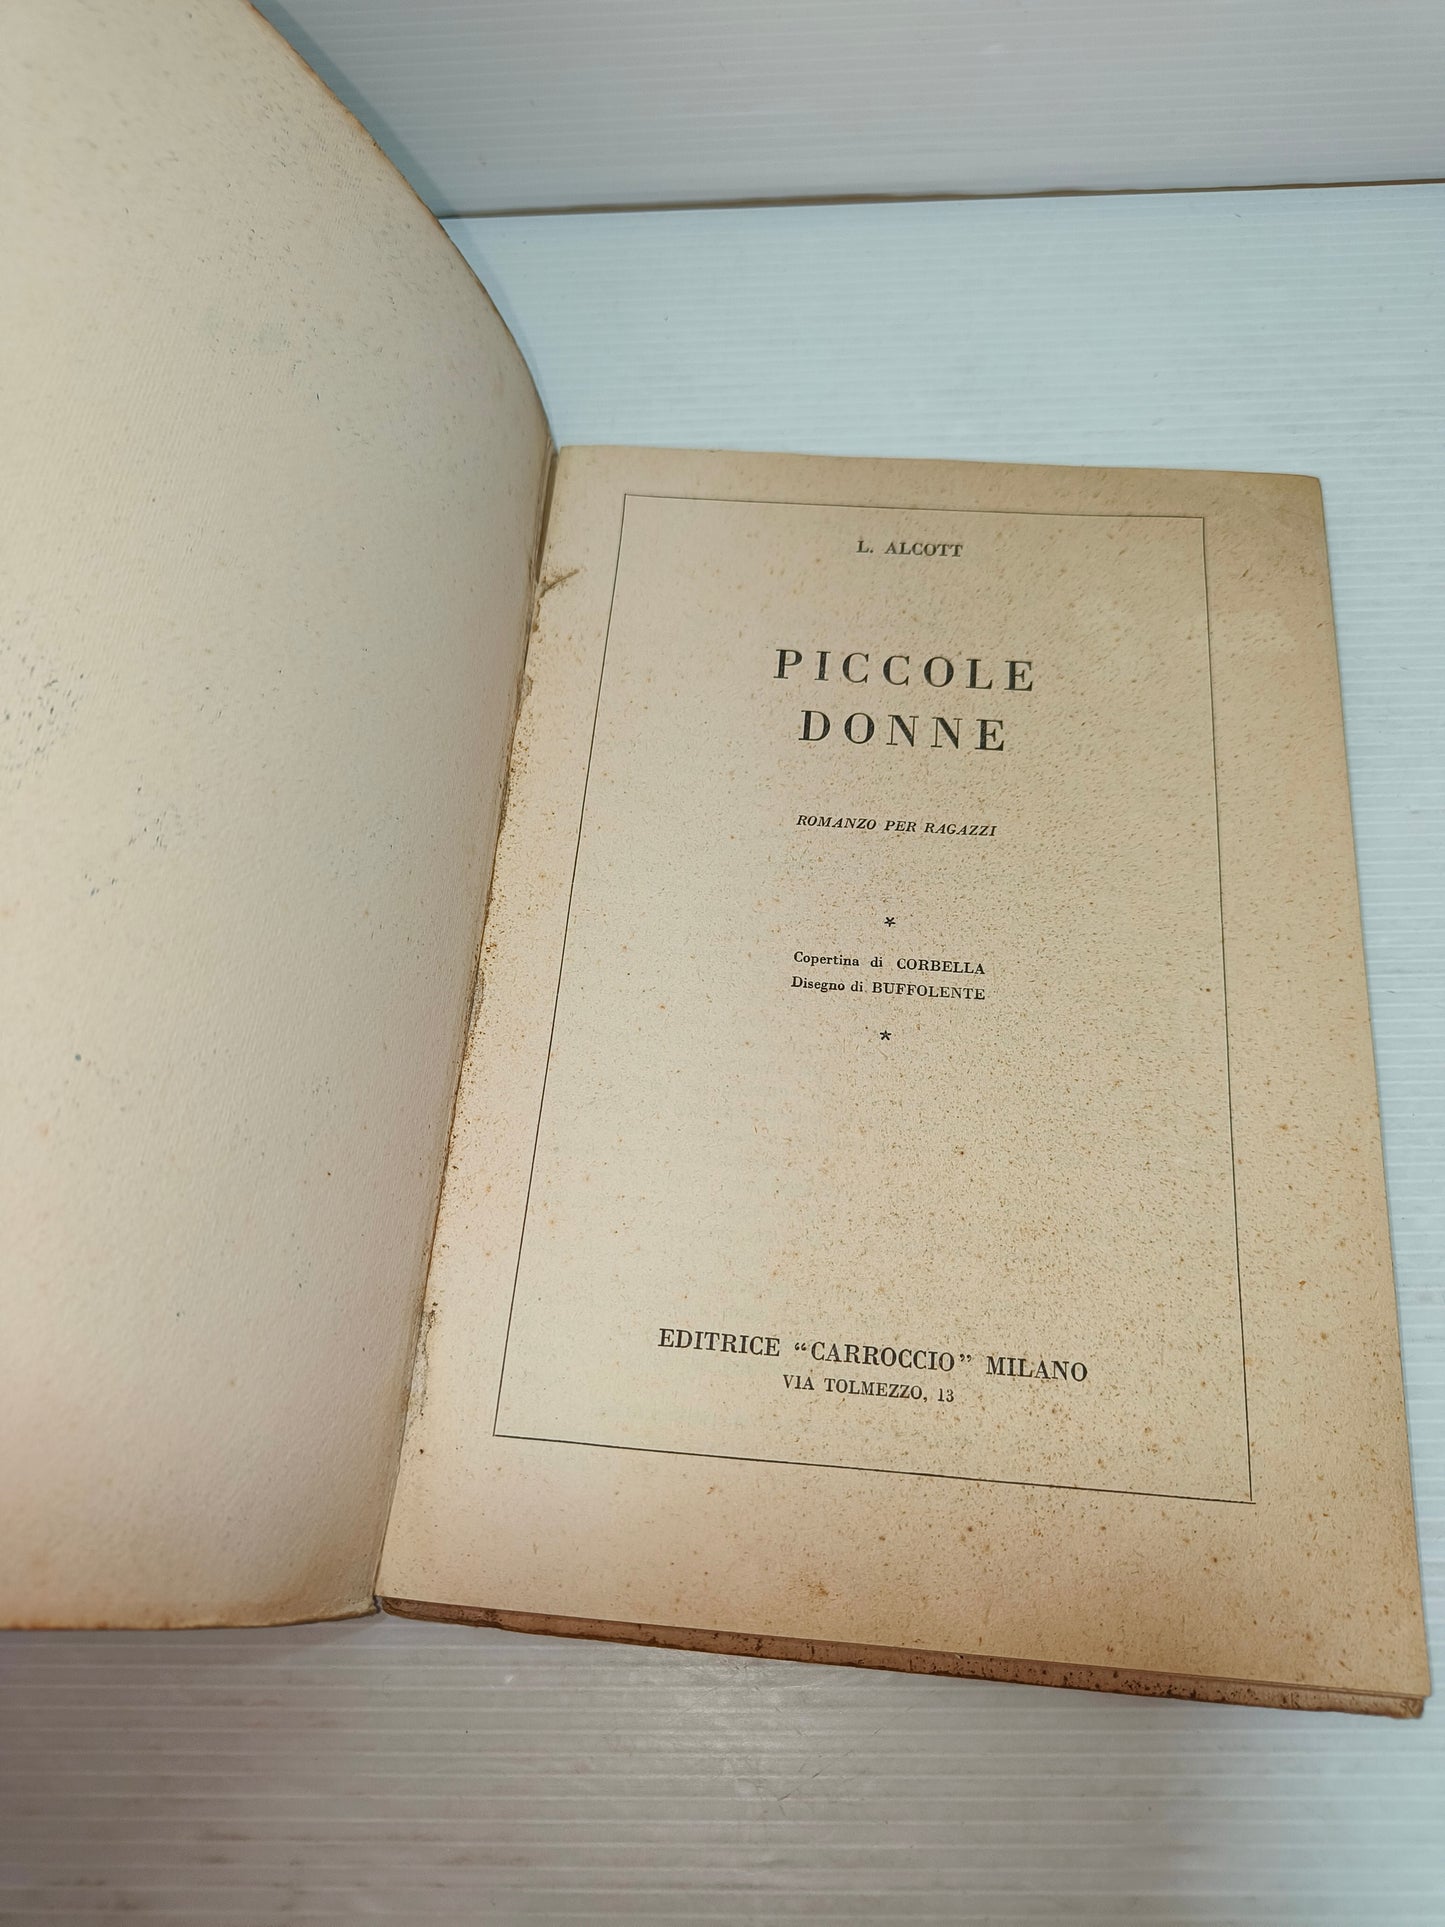 L. ALCOTT
PICCOLE
DONNE
ROMANZO PER RAGAZZI
*
Copertina di CORBELLA
Disegno di BUFFOLENTE
*
EDITRICE “CARROCCIO” MILANO
VIA TOLMEZZO, 13